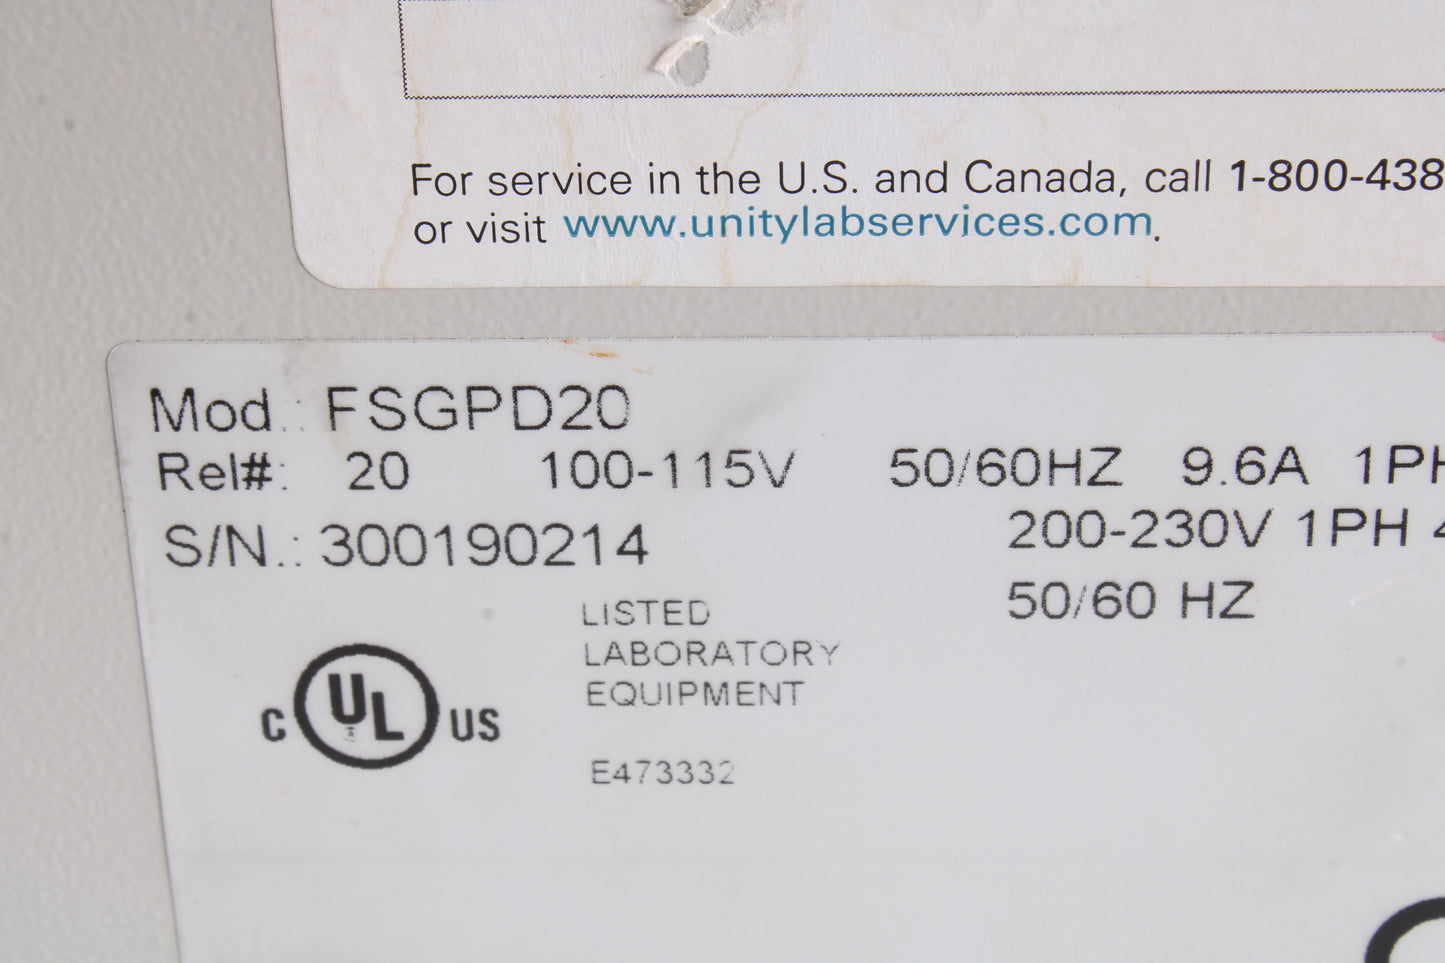 For service in the U.S. and Canada, call 1-800-438
or visit www.unitylabservices.com.
Mod.: FSGPD20
Rel#: 20 100-115V 50/60HZ 9.6A 1PH
S/N.: 300190214 200-230V 1PH
50/60 HZ
LISTED
LABORATORY
EQUIPMENT
C UL US
E473332